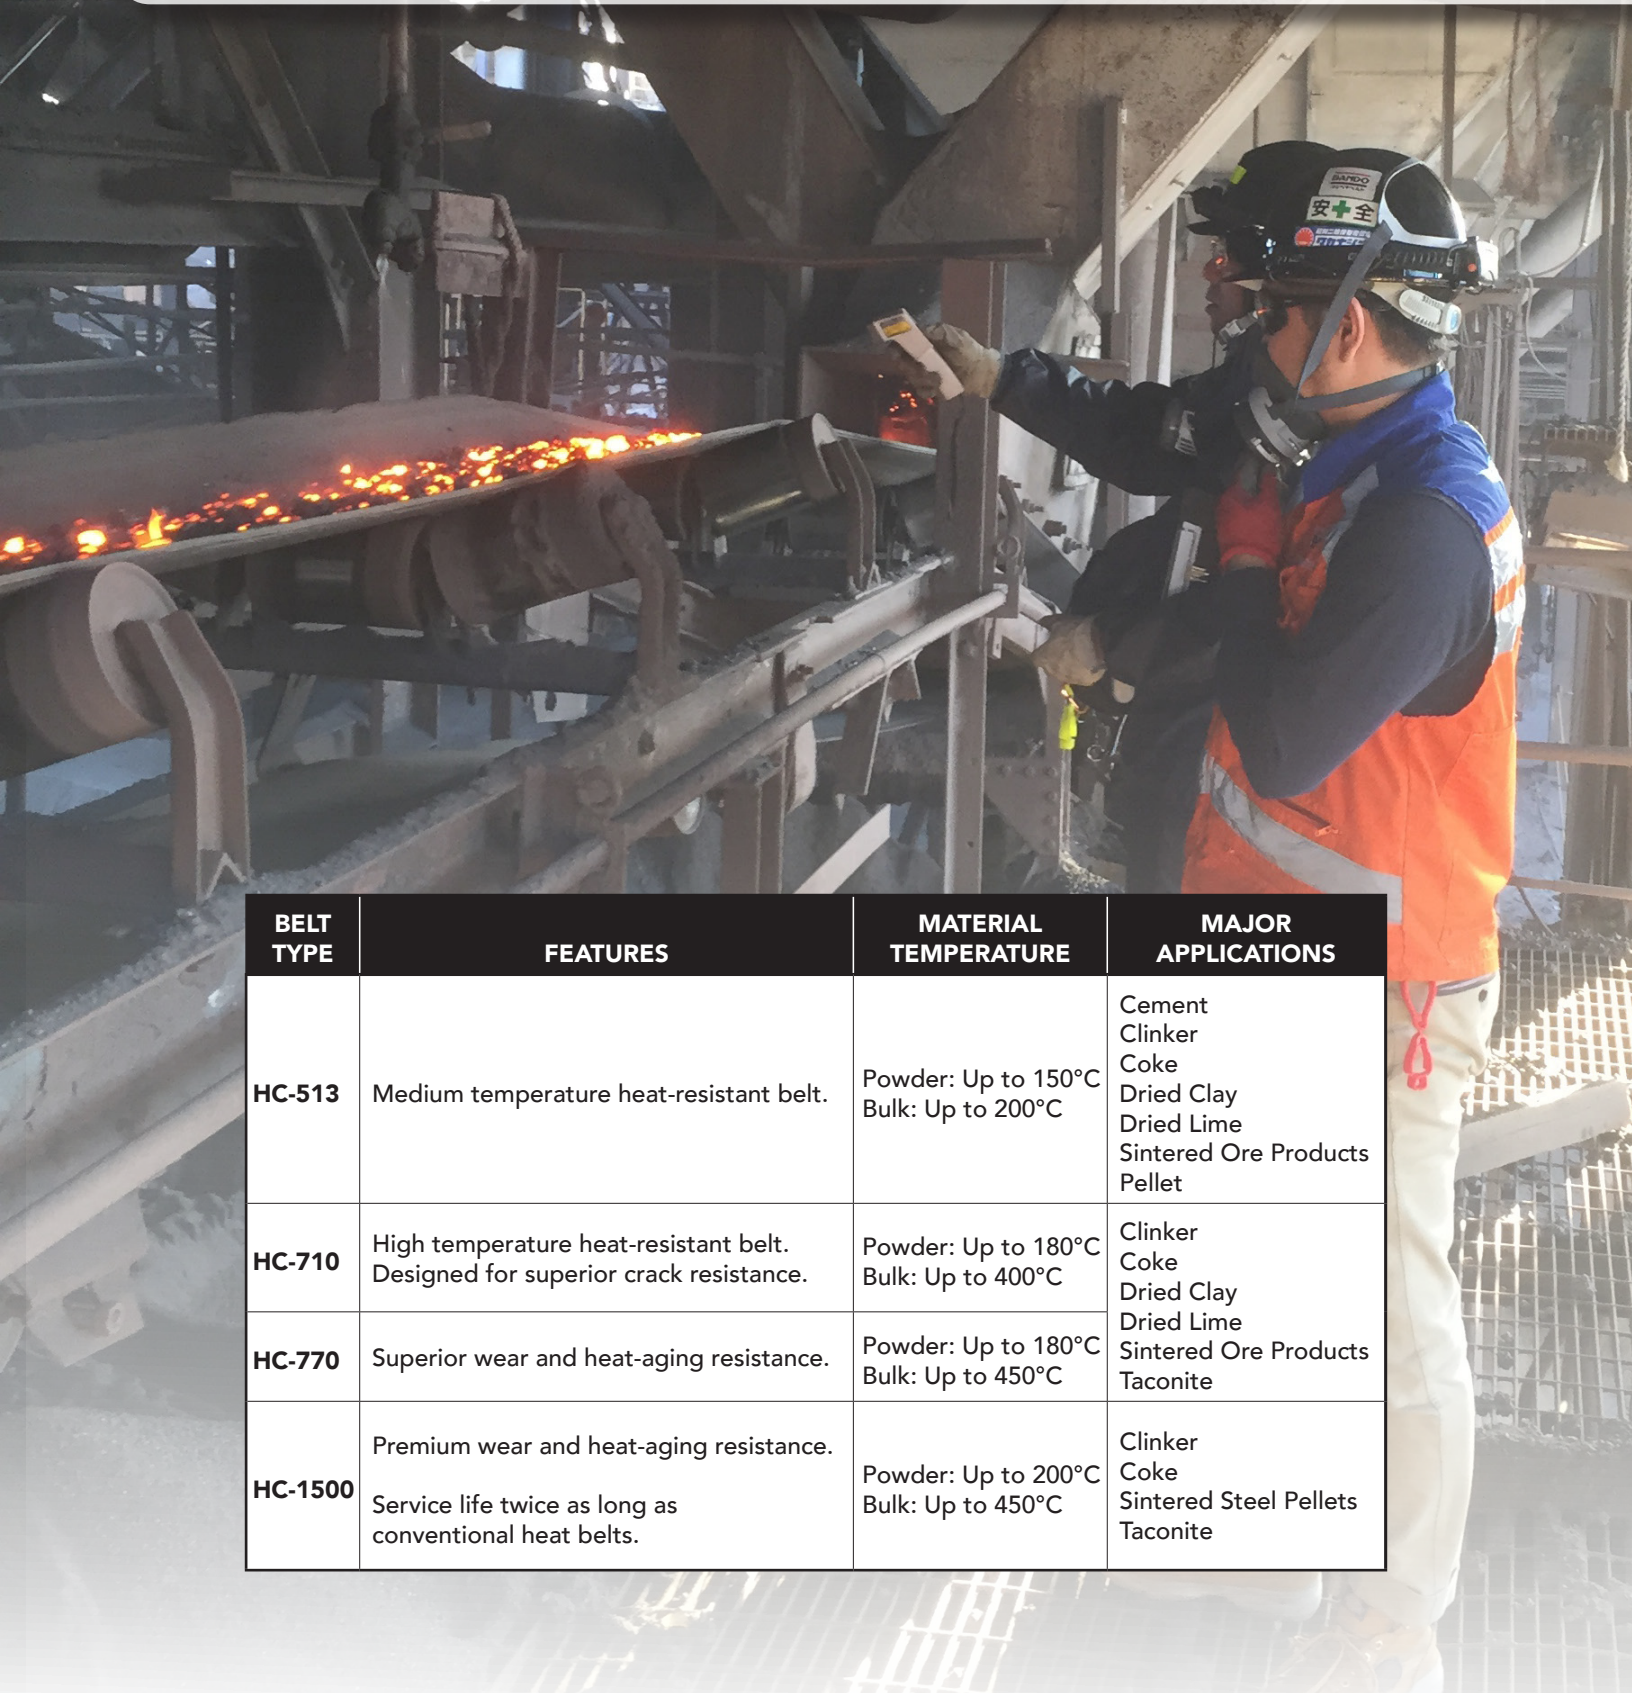 BANDO
安全
BELT TYPE
FEATURES
MATERIAL TEMPERATURE
MAJOR APPLICATIONS
HC-513
Medium temperature heat-resistant belt.
Powder: Up to 150°C
Bulk: Up to 200°C
Cement
Clinker
Coke
Dried Clay
Dried Lime
Sintered Ore Products
Pellet
HC-710
High temperature heat-resistant belt.
Designed for superior crack resistance.
Powder: Up to 180°C
Bulk: Up to 400°C
Clinker
Coke
Dried Clay
Dried Lime
Sintered Ore Products
Taconite
HC-770
Superior wear and heat-aging resistance.
Powder: Up to 180°C
Bulk: Up to 450°C
HC-1500
Premium wear and heat-aging resistance.
Service life twice as long as
conventional heat belts.
Powder: Up to 200°C
Bulk: Up to 450°C
Clinker
Coke
Sintered Steel Pellets
Taconite